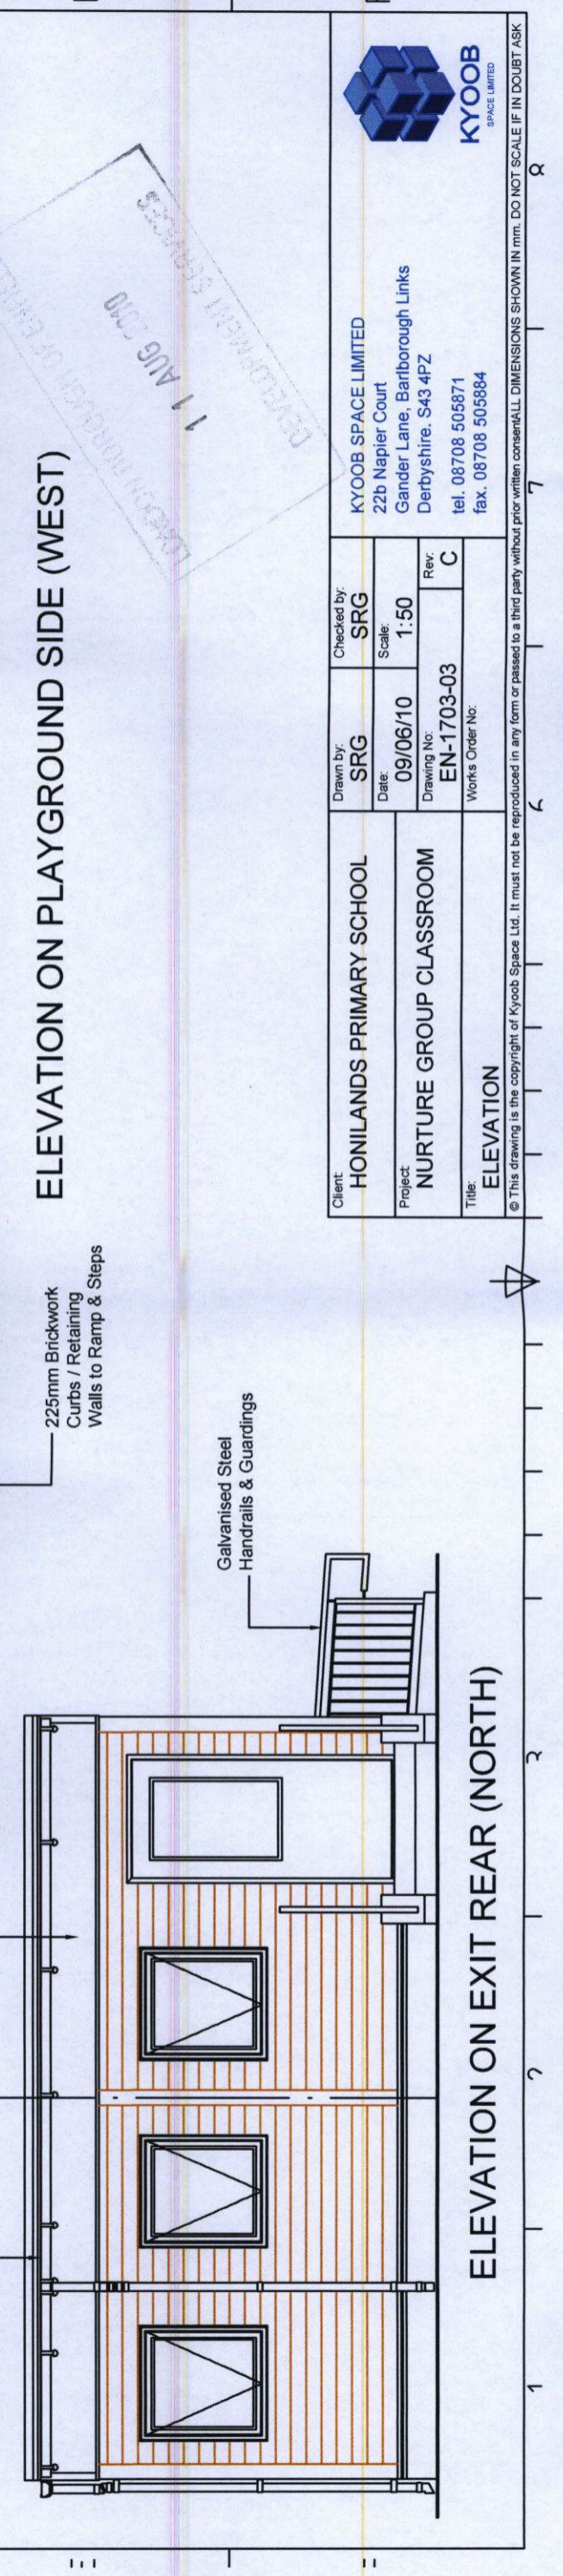 ELEVATION ON PLAYGROUND SIDE (WEST)
225mm Brickwork
Curbs / Retaining
Walls to Ramp & Steps
Galvanised Steel
Handrails & Guardings
ELEVATION ON EXIT REAR (NORTH)
11 AUG 2010
DEVELOPMENT SERVICES
Client:
HONILANDS PRIMARY SCHOOL
Project:
NURTURE GROUP CLASSROOM
Title:
ELEVATION
Drawn by:
SRG
Checked by:
SRG
Date:
09/06/10
Scale:
1:50
Drawing No:
EN-1703-03
Rev:
C
Works Order No:
KYOOB SPACE LIMITED
22b Napier Court
Gander Lane, Barlborough Links
Derbyshire. S43 4PZ
tel. 08708 505871
fax. 08708 505884
KYOOB
SPACE LIMITED
© This drawing is the copyright of Kyoob Space Ltd. It must not be reproduced in any form or passed to a third party without prior written consentALL DIMENSIONS SHOWN IN mm. DO NOT SCALE IF IN DOUBT ASK
1 2 3 6 7 8